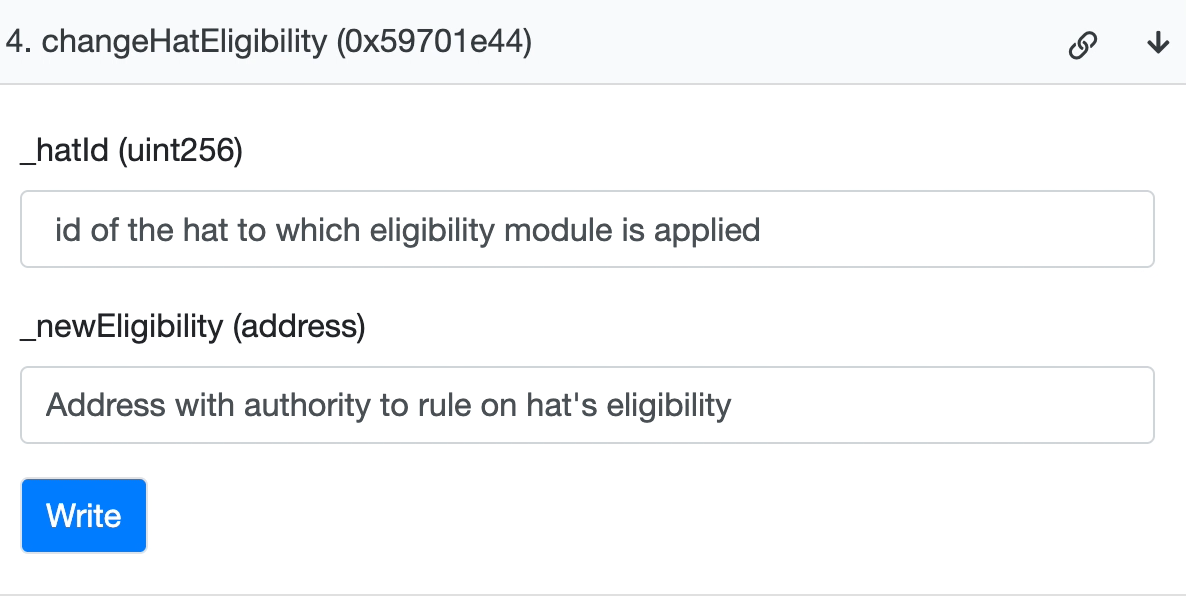 4. changeHatEligibility (0x59701e44)
_hatId (uint256)
id of the hat to which eligibility module is applied
_newEligibility (address)
Address with authority to rule on hat's eligibility
Write